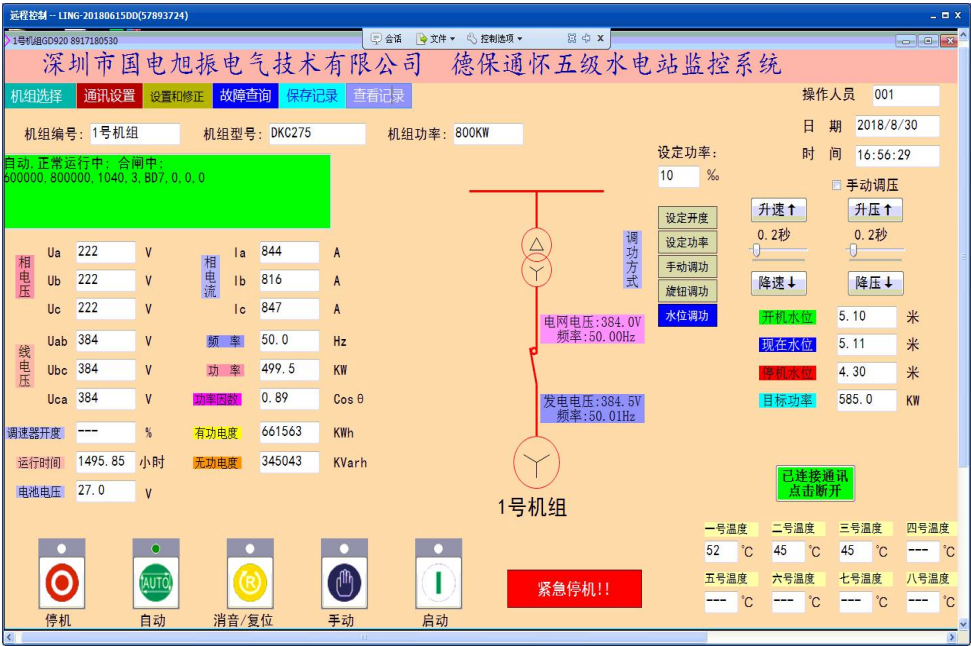 远程控制 -- LING-20180615DD(57893724)
1号机组GD920 8917180530
会话 文件 控制选项 X
深圳市国电旭振电气技术有限公司 德保通怀五级水电站监控系统
机组选择 通讯设置 设置和修正 故障查询 保存记录 查看记录
操作人员 001
机组编号: 1号机组 机组型号: DKC275 机组功率: 800KW
日 期 2018/8/30
时 间 16:56:29
自动.正常运行中; 合闸中;
600000, 800000, 1040, 3, BD7, 0, 0, 0
设定功率:
10 ‰
手动调压
升速↑ 升压↑
0.2秒 0.2秒
降速↓ 降压↓
调功方式
设定开度
设定功率
手动调功
旋钮调功
水位调功
相电压
Ua 222 V
Ub 222 V
Uc 222 V
相电流
Ia 844 A
Ib 816 A
Ic 847 A
线电压
Uab 384 V
Ubc 384 V
Uca 384 V
频 率 50.0 Hz
功 率 499.5 KW
功率因数 0.89 Cosθ
调速器开度 --- %
有功电度 661563 KWh
运行时间 1495.85 小时
无功电度 345043 KVarh
电池电压 27.0 V
电网电压:384.0V
频率:50.00Hz
发电电压:384.5V
频率:50.01Hz
1号机组
开机水位 5.10 米
现在水位 5.11 米
停机水位 4.30 米
目标功率 585.0 KW
已连接通讯
点击断开
一号温度 二号温度 三号温度 四号温度
52 ℃ 45 ℃ 45 ℃ --- ℃
五号温度 六号温度 七号温度 八号温度
--- ℃ --- ℃ --- ℃ --- ℃
AUTO R
紧急停机!!
停机 自动 消音/复位 手动 启动